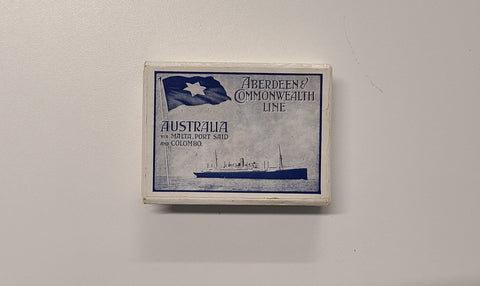 ABERDEEN &
COMMONWEALTH
LINE
AUSTRALIA
VIA MALTA, PORT SAID
AND COLOMBO.